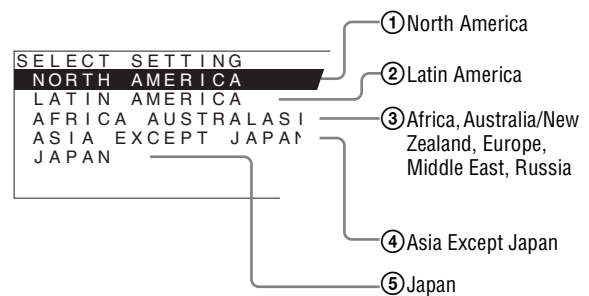 SELECT SETTING
NORTH AMERICA
LATIN AMERICA
AFRICA AUSTRALASI
ASIA EXCEPT JAPAN
JAPAN
①North America
②Latin America
③Africa, Australia/New
Zealand, Europe,
Middle East, Russia
④Asia Except Japan
⑤Japan